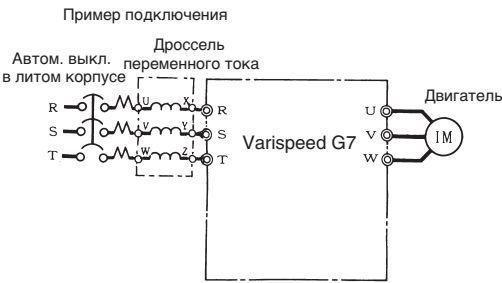 Пример подключения
Дроссель
переменного тока
Автом. выкл.
в литом корпусе
Двигатель
R U X R U
S V Y S V
T W Z T W
Varispeed G7
IM